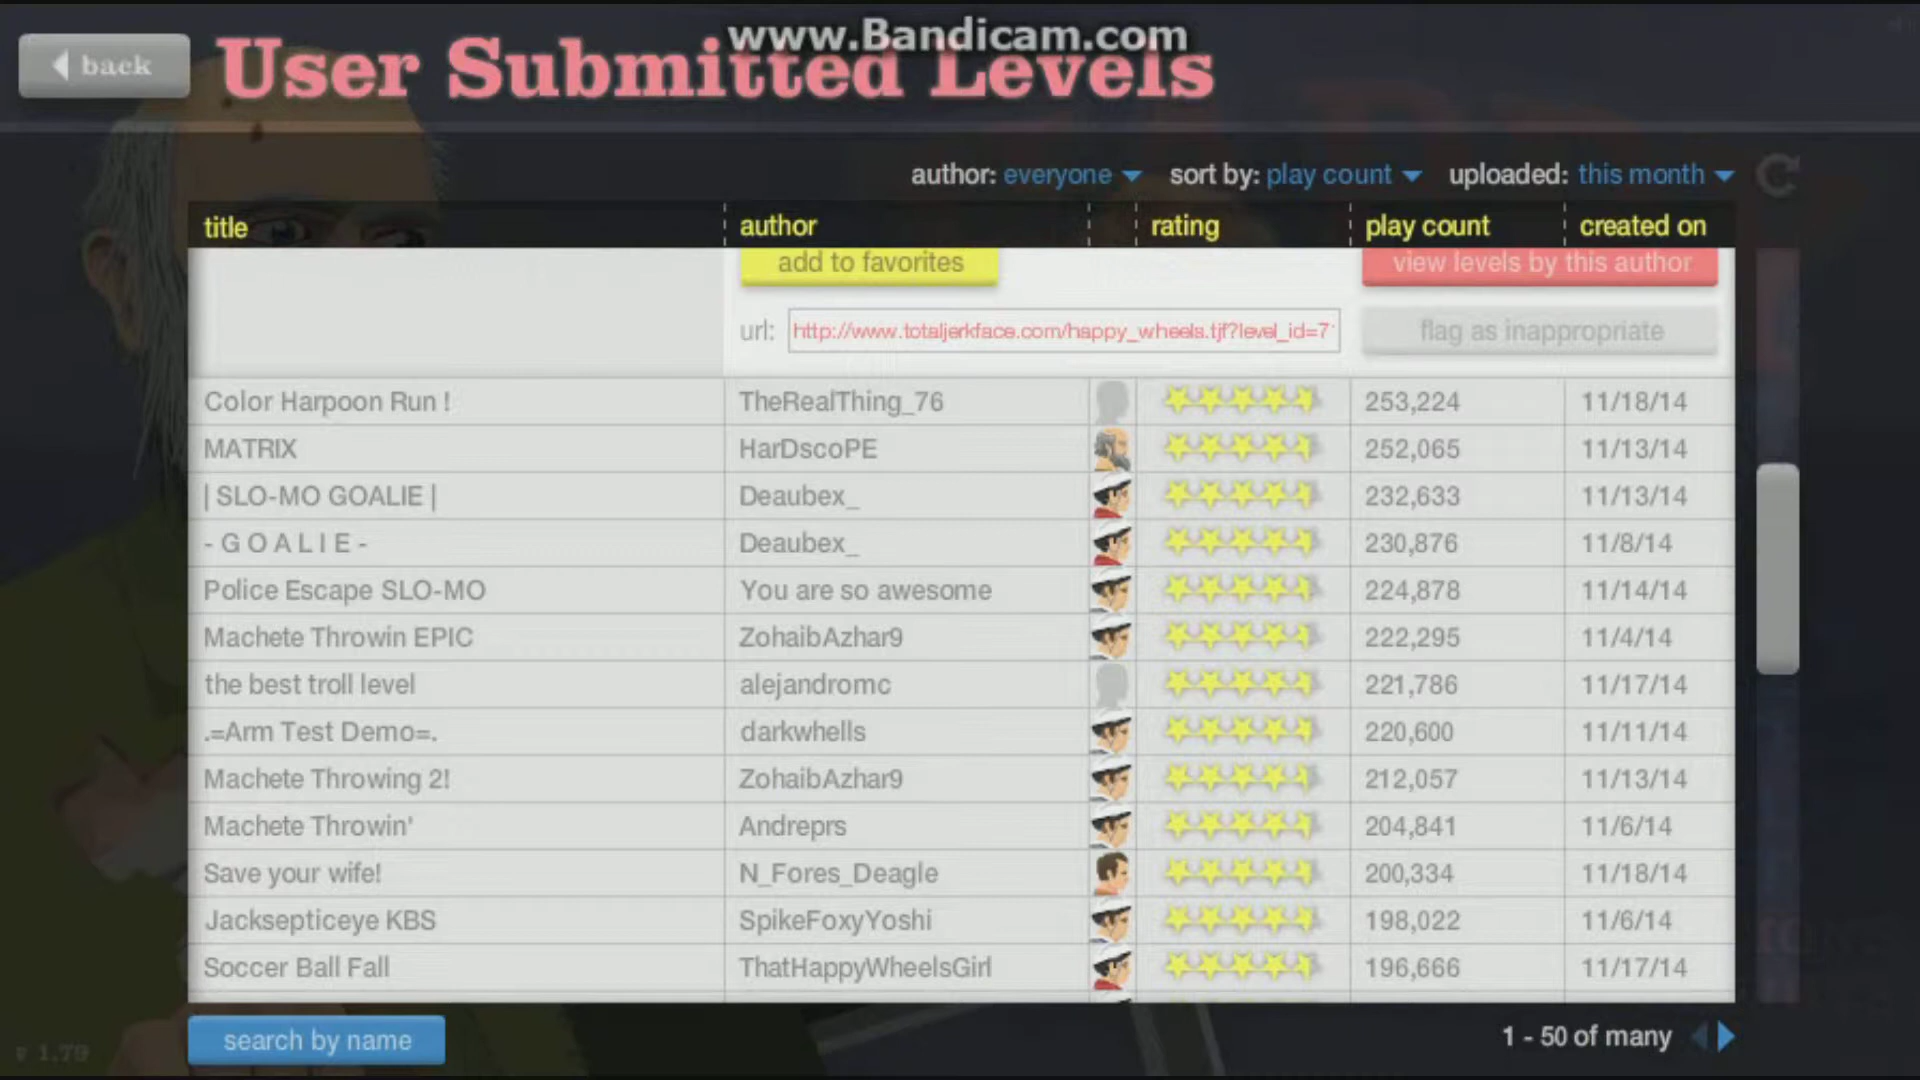 www.Bandicam.com
back
User Submitted Levels
author: everyone sort by: play count uploaded: this month
title author rating play count created on
add to favorites view levels by this author
url: http://www.totaljerkface.com/happy_wheels.tjf?level_id=7 flag as inappropriate
Color Harpoon Run ! TheRealThing_76 253,224 11/18/14
MATRIX HarDscoPE 252,065 11/13/14
| SLO-MO GOALIE | Deaubex_ 232,633 11/13/14
- G O A L I E - Deaubex_ 230,876 11/8/14
Police Escape SLO-MO You are so awesome 224,878 11/14/14
Machete Throwin EPIC ZohaibAzhar9 222,295 11/4/14
the best troll level alejandromc 221,786 11/17/14
.=Arm Test Demo=. darkwhells 220,600 11/11/14
Machete Throwing 2! ZohaibAzhar9 212,057 11/13/14
Machete Throwin' Andreprs 204,841 11/6/14
Save your wife! N_Fores_Deagle 200,334 11/18/14
Jacksepticeye KBS SpikeFoxyYoshi 198,022 11/6/14
Soccer Ball Fall ThatHappyWheelsGirl 196,666 11/17/14
search by name 1 - 50 of many
v 1.79